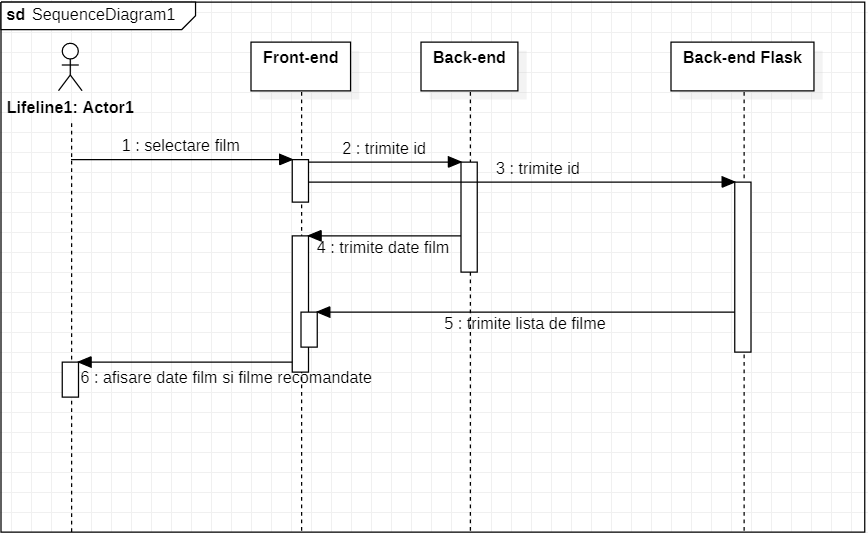 sd SequenceDiagram1
Front-end
Back-end
Back-end Flask
Lifeline1: Actor1
1 : selectare film
2 : trimite id
3 : trimite id
4 : trimite date film
5 : trimite lista de filme
6 : afisare date film si filme recomandate